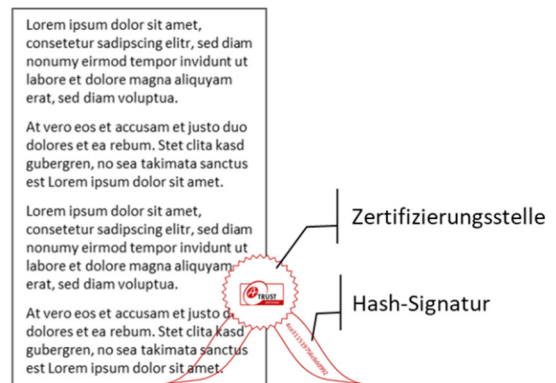 Lorem ipsum dolor sit amet,
consetetur sadipscing elitr, sed diam
nonumy eirmod tempor invidunt ut
labore et dolore magna aliquyam
erat, sed diam voluptua.
At vero eos et accusam et justo duo
dolores et ea rebum. Stet clita kasd
gubergren, no sea takimata sanctus
est Lorem ipsum dolor sit amet.
Lorem ipsum dolor sit amet,
consetetur sadipscing elitr, sed diam
nonumy eirmod tempor invidunt ut
labore et dolore magna aliquyam
erat, sed diam voluptua.
At vero eos et accusam et justo
dolores et ea rebum. Stet clita kasd
gubergren, no sea takimata sanctus
est Lorem ipsum dolor sit amet.
TRUST
Zertifizierungsstelle
Hash-Signatur